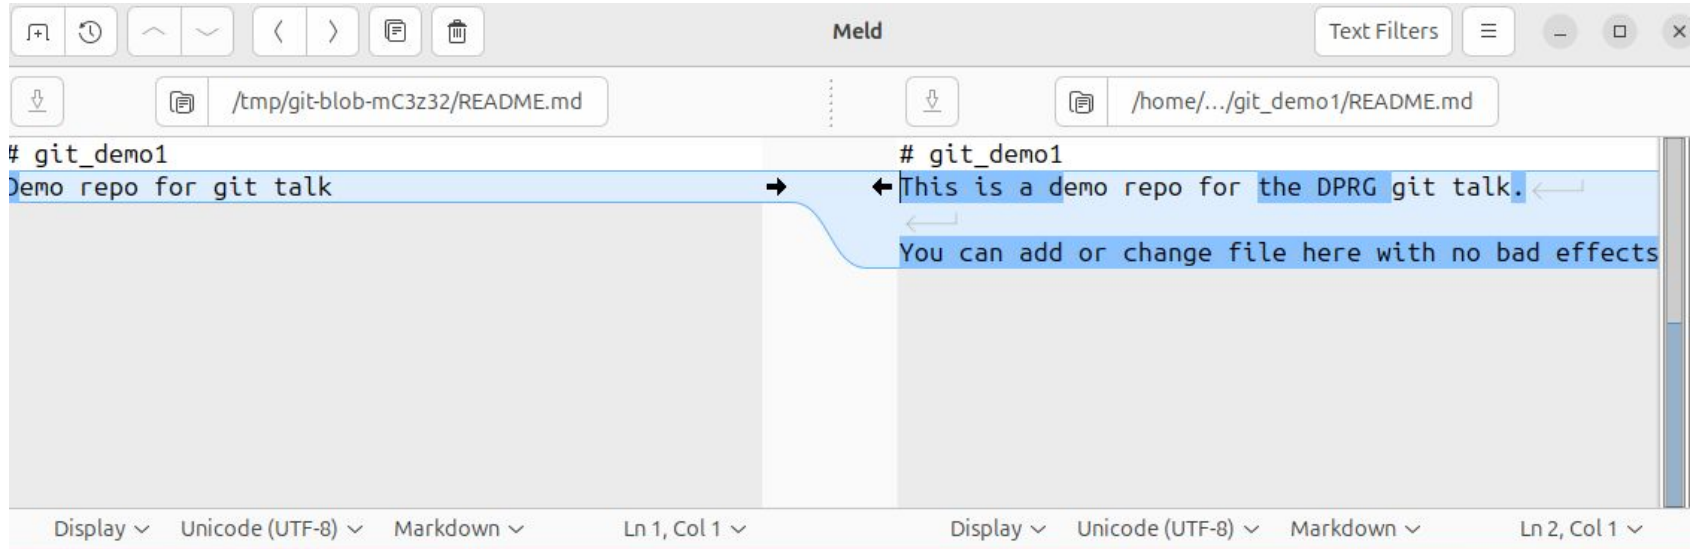 Meld
Text Filters
/tmp/git-blob-mC3z32/README.md
/home/.../git_demo1/README.md
# git_demo1
Demo repo for git talk
# git_demo1
This is a demo repo for the DPRG git talk.
You can add or change file here with no bad effects
Display Unicode (UTF-8) Markdown Ln 1, Col 1
Display Unicode (UTF-8) Markdown Ln 2, Col 1